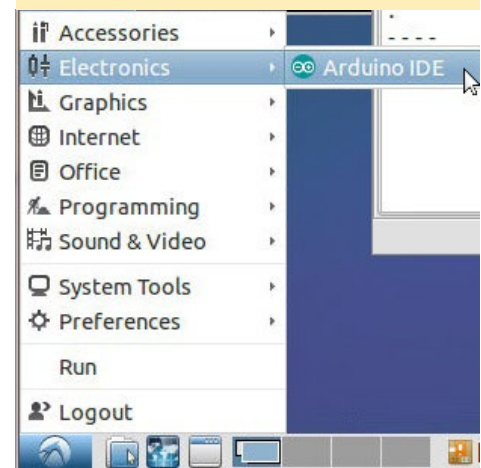 Accessories
Electronics
Arduino IDE
Graphics
Internet
Office
Programming
Sound & Video
System Tools
Preferences
Run
Logout